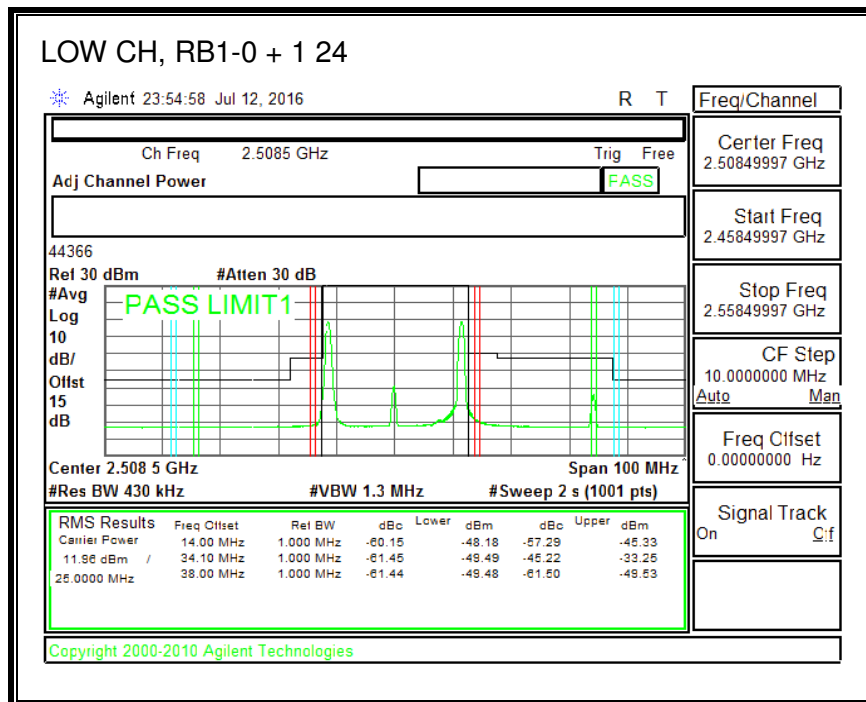 LOW CH, RB1-0 + 1 24
Agilent 23:54:58 Jul 12, 2016 R T
Freq/Channel
Ch Freq 2.5085 GHz Trig Free
Adj Channel Power PASS
44366
Ref 30 dBm #Atten 30 dB
#Avg
Log
10
dB/
Offst
15
dB
PASS LIMIT1
Center 2.508 5 GHz Span 100 MHz
#Res BW 430 kHz #VBW 1.3 MHz #Sweep 2 s (1001 pts)
RMS Results Freq Offset Ref BW dBc Lower dBm dBc Upper dBm
Carrier Power 14.00 MHz 1.000 MHz -60.15 -48.18 -57.29 -45.33
11.96 dBm / 34.10 MHz 1.000 MHz -61.45 -49.49 -45.22 -33.25
25.0000 MHz 38.00 MHz 1.000 MHz -61.44 -49.48 -61.50 -49.53
Copyright 2000-2010 Agilent Technologies
Center Freq
2.50849997 GHz
Start Freq
2.45849997 GHz
Stop Freq
2.55849997 GHz
CF Step
10.0000000 MHz
Auto Man
Freq Offset
0.00000000 Hz
Signal Track
On Off